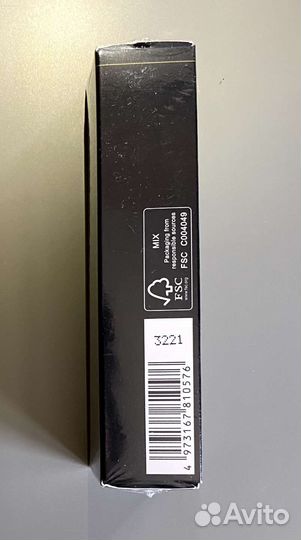 MIX
Packaging from
responsible sources
FSC C004049
FSC
www.fsc.org
3221
4 973167 810576
Avito